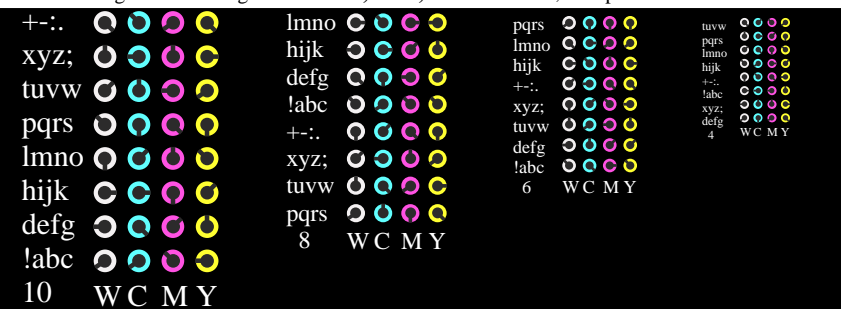 +-:.
xyz;
tuvw
pqrs
lmno
hijk
defg
!abc
10 W C M Y
lmno
hijk
defg
!abc
+-:.
xyz;
tuvw
pqrs
8 W C M Y
pqrs
lmno
hijk
+-:.
xyz;
tuvw
defg
!abc
6 W C M Y
tuvw
pqrs
lmno
hijk
+-:.
!abc
xyz;
defg
4 W C M Y